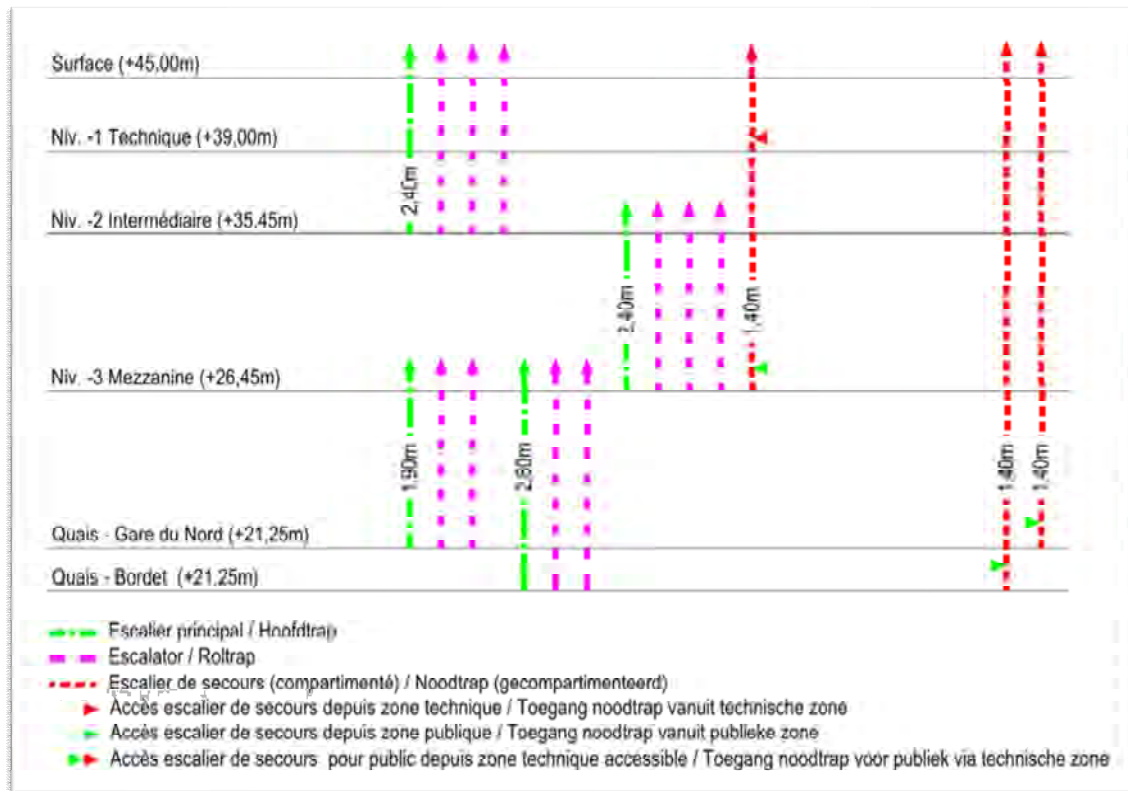 Surface (+45,00m)
Niv. -1 Technique (+39,00m)
2,40m
Niv. -2 Intermédiaire (+35.45m)
2,40m
1,40m
Niv. -3 Mezzanine (+26,45m)
1,90m
2,80m
1,40m
1,40m
Quais - Gare du Nord (+21,25m)
Quais - Bordet (+21,25m)
Escalier principal / Hoofdtrap
Escalator / Roltrap
Escalier de secours (compartimenté) / Noodtrap (gecompartimenteerd)
Accès escalier de secours depuis zone technique / Toegang noodtrap vanuit technische zone
Accès escalier de secours depuis zone publique / Toegang noodtrap vanuit publieke zone
Accès escalier de secours pour public depuis zone technique accessible / Toegang noodtrap voor publiek via technische zone